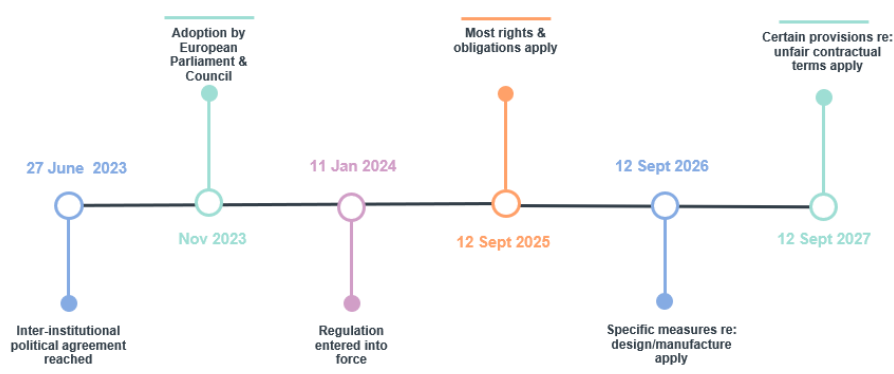 Adoption by
European
Parliament &
Council
Most rights &
obligations apply
Certain provisions re:
unfair contractual
terms apply
27 June 2023
11 Jan 2024
12 Sept 2026
Nov 2023
12 Sept 2025
12 Sept 2027
Inter-institutional
political agreement
reached
Regulation
entered into
force
Specific measures re:
design/manufacture
apply